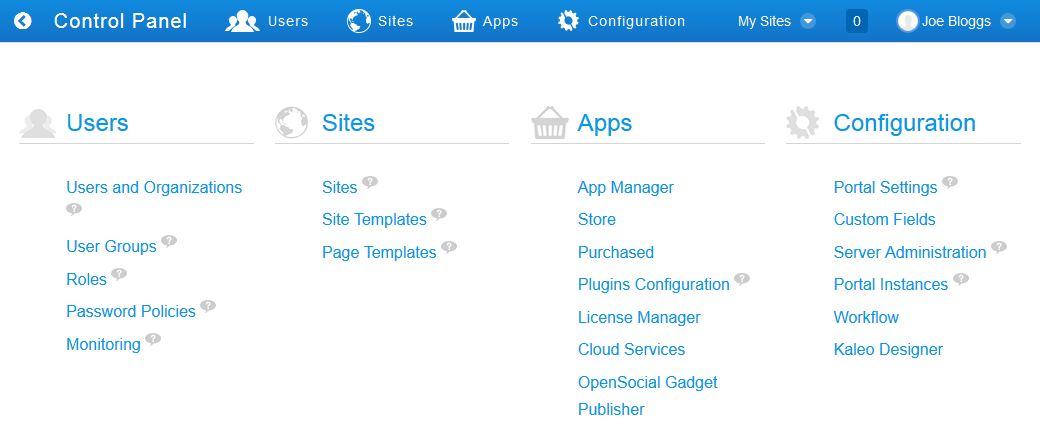 Control Panel Users Sites Apps Configuration My Sites 0 Joe Bloggs
Users
Users and Organizations
?
User Groups ?
Roles ?
Password Policies ?
Monitoring ?
Sites
Sites ?
Site Templates ?
Page Templates ?
Apps
App Manager
Store
Purchased
Plugins Configuration ?
License Manager
Cloud Services
OpenSocial Gadget
Publisher
Configuration
Portal Settings ?
Custom Fields
Server Administration ?
Portal Instances ?
Workflow
Kaleo Designer